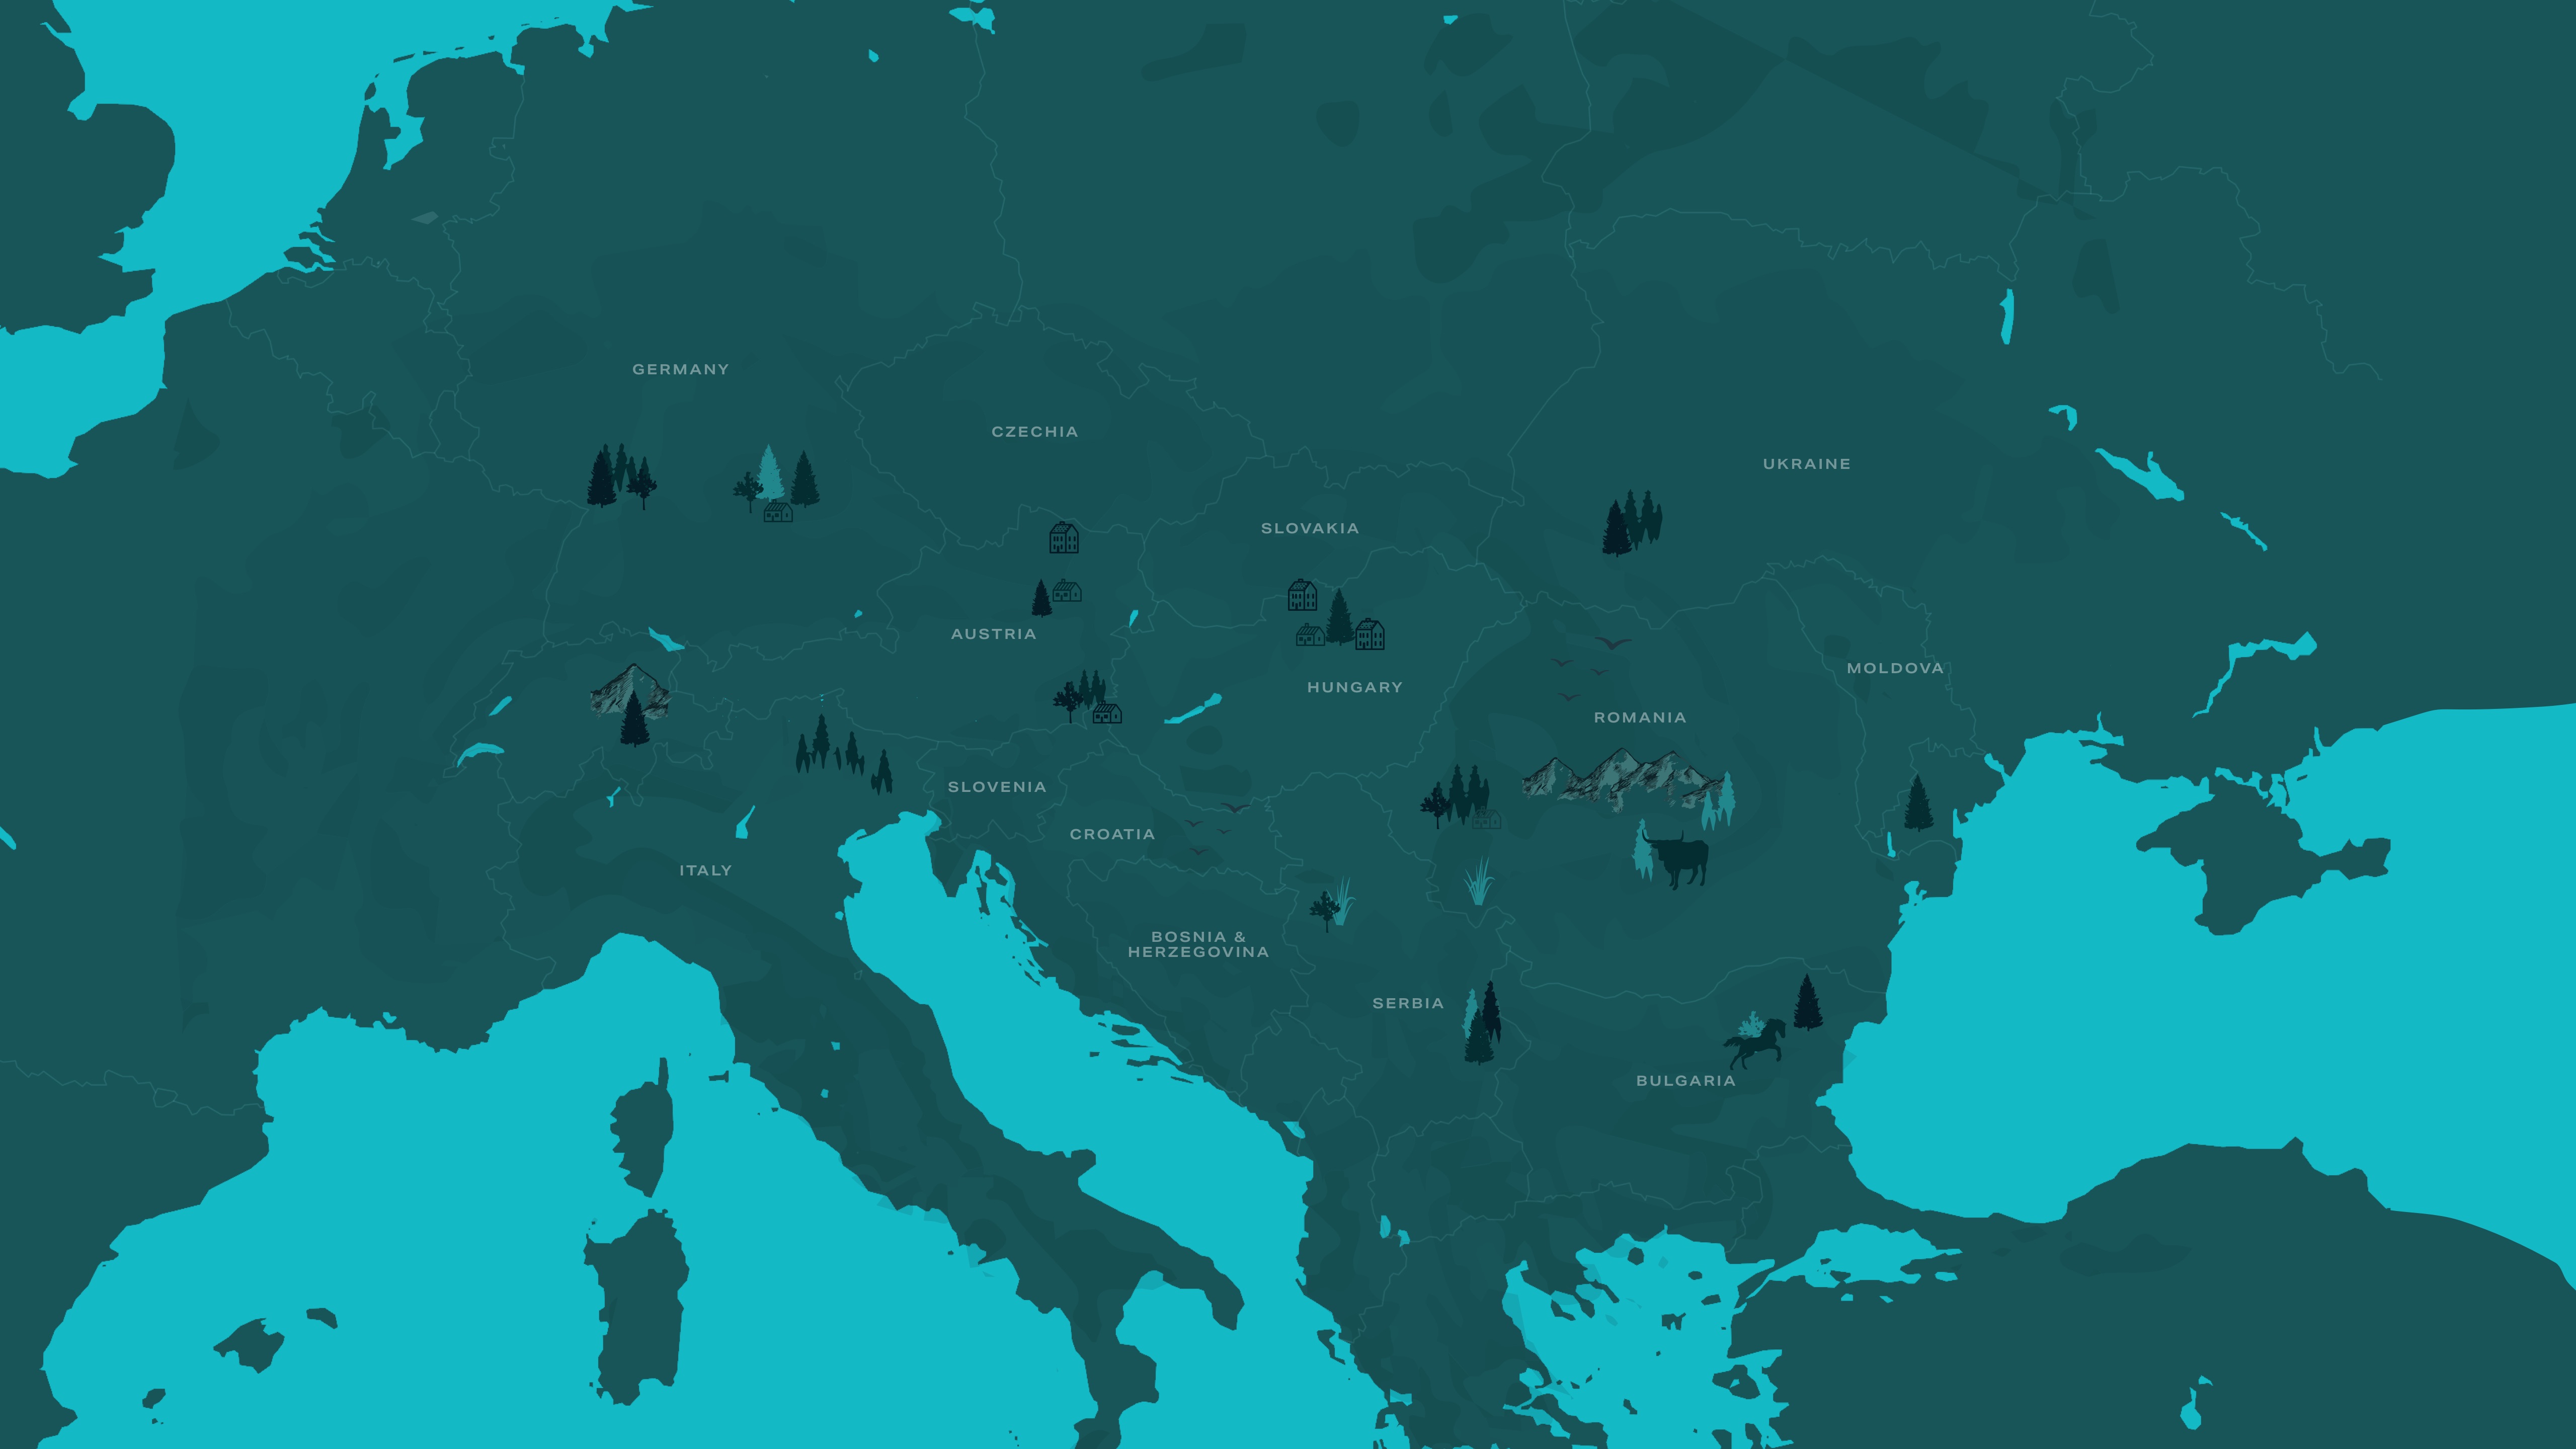 GERMANY
CZECHIA
UKRAINE
SLOVAKIA
AUSTRIA
MOLDOVA
HUNGARY
ROMANIA
SLOVENIA
CROATIA
ITALY
BOSNIA &
HERZEGOVINA
SERBIA
BULGARIA